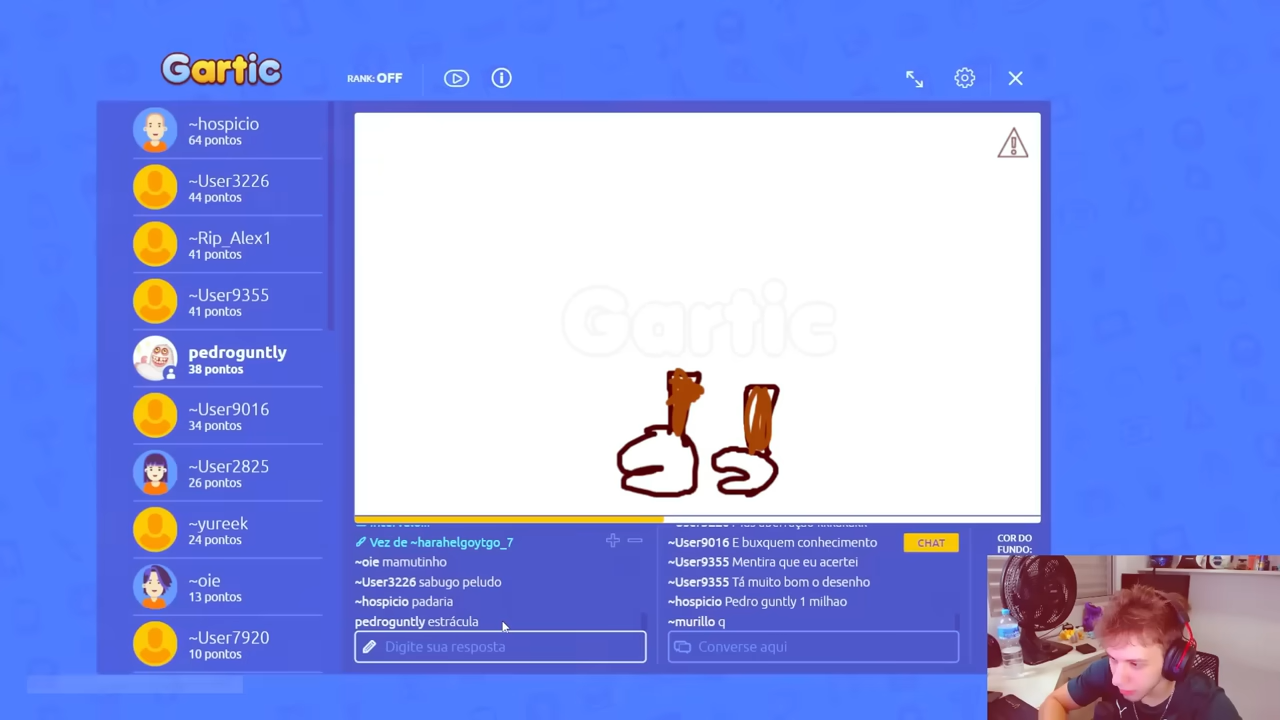 Gartic
RANK: OFF
~hospicio
64 pontos
~User3226
44 pontos
~Rip_Alex1
41 pontos
~User9355
41 pontos
pedroguntly
38 pontos
~User9016
34 pontos
~User2825
26 pontos
~yureek
24 pontos
~oie
13 pontos
~User7920
10 pontos
Gartic
Vez de ~harahelgoytgo_7
~oie mamutinho
~User3226 sabugo peludo
~hospicio padaria
pedroguntly estrácula
Digite sua resposta
~User9016 E buxquem conhecimento
~User9355 Mentira que eu acertei
~User9355 Tá muito bom o desenho
~hospicio Pedro guntly 1 milhao
~murillo q
Converse aqui
CHAT
COR DO
FUNDO: